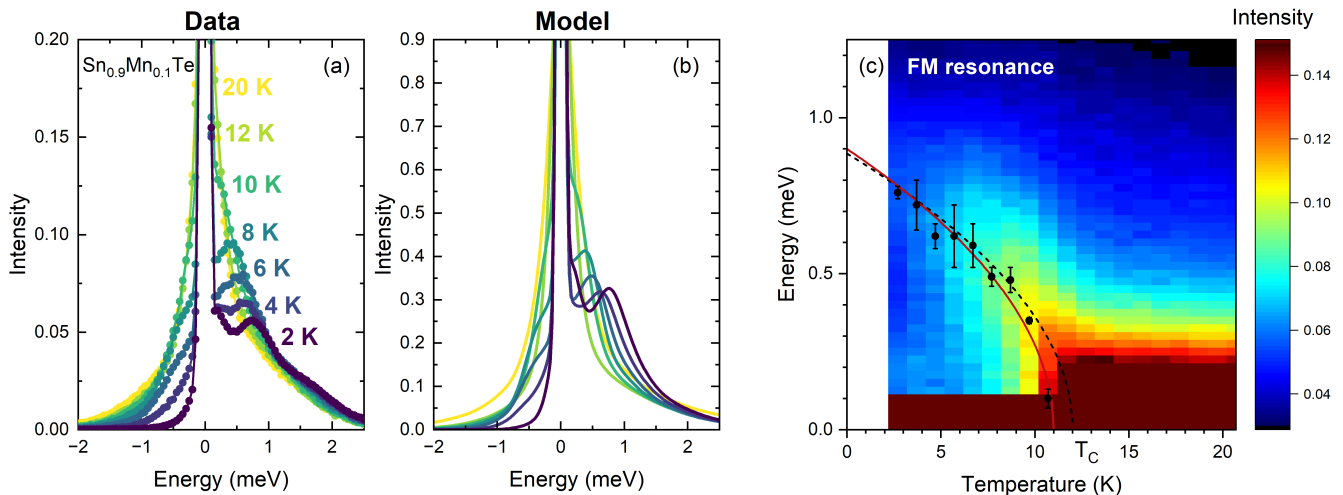 Data
Model
Intensity
0.20
0.15
0.10
0.05
0.00
Intensity
Sn0.9Mn0.1Te
(a)
20 K
12 K
10 K
8 K
6 K
4 K
2 K
−2
−1
0
1
2
Energy (meV)
0.9
0.8
0.7
0.6
0.5
0.4
0.3
0.2
0.1
0.0
Intensity
(b)
−2
−1
0
1
2
Energy (meV)
(c)
FM resonance
1.0
0.5
0.0
Energy (meV)
0
5
10
15
20
TC
Temperature (K)
0.14
0.12
0.10
0.08
0.06
0.04